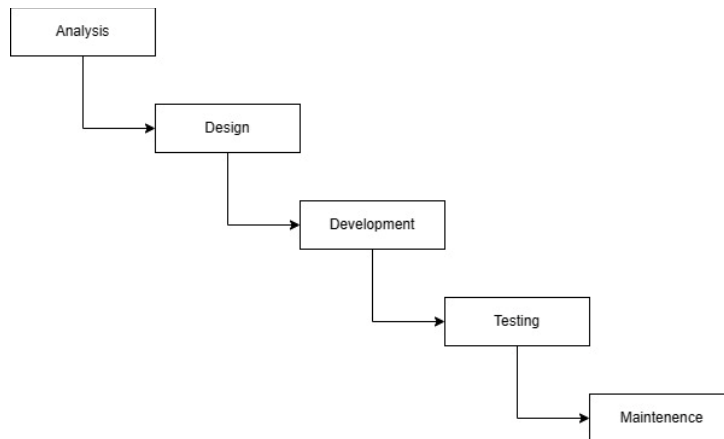 Analysis
Design
Development
Testing
Maintenence